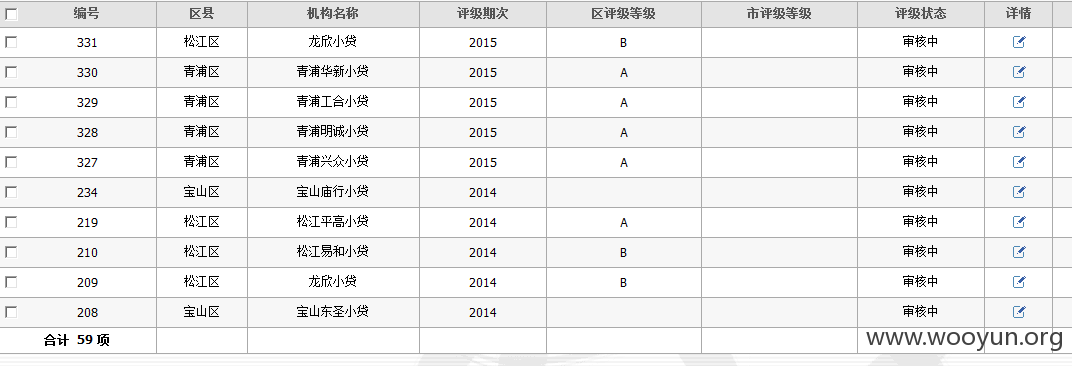 编号 区县 机构名称 评级期次 区评级等级 市评级等级 评级状态 详情
331 松江区 龙欣小贷 2015 B 审核中
330 青浦区 青浦华新小贷 2015 A 审核中
329 青浦区 青浦工合小贷 2015 A 审核中
328 青浦区 青浦明诚小贷 2015 A 审核中
327 青浦区 青浦兴众小贷 2015 A 审核中
234 宝山区 宝山庙行小贷 2014 审核中
219 松江区 松江平高小贷 2014 A 审核中
210 松江区 松江易和小贷 2014 B 审核中
209 松江区 龙欣小贷 2014 B 审核中
208 宝山区 宝山东圣小贷 2014 审核中
合计 59 项
www.wooyun.org